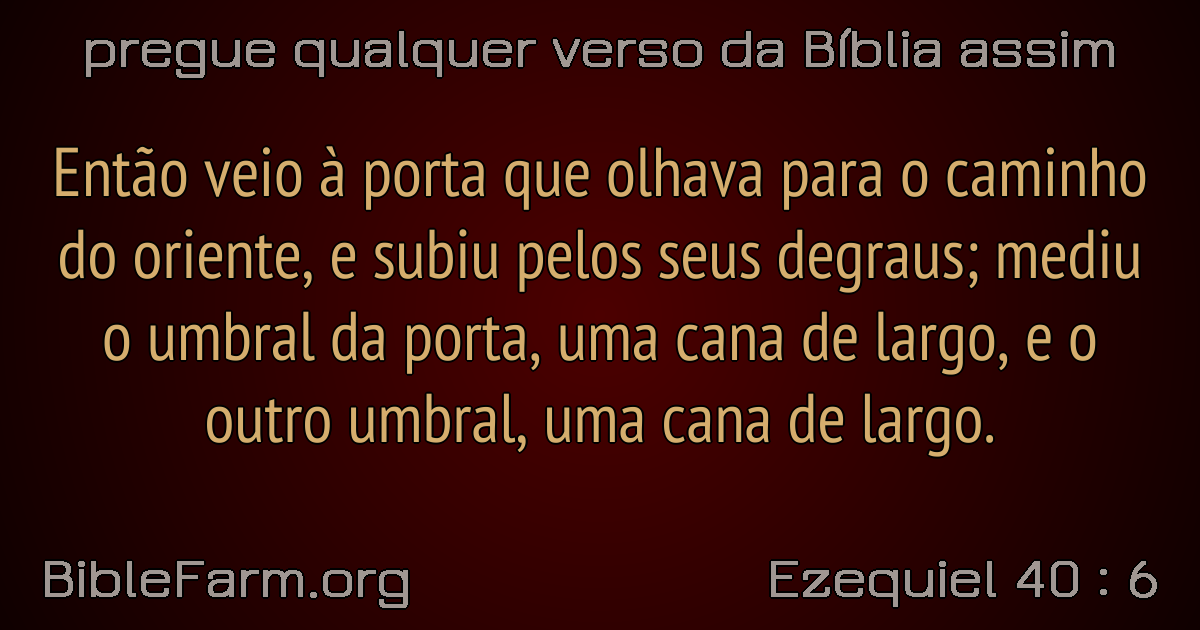 pregue qualquer verso da Bíblia assim
Então veio à porta que olhava para o caminho
do oriente, e subiu pelos seus degraus; mediu
o umbral da porta, uma cana de largo, e o
outro umbral, uma cana de largo.
BibleFarm.org
Ezequiel 40 : 6